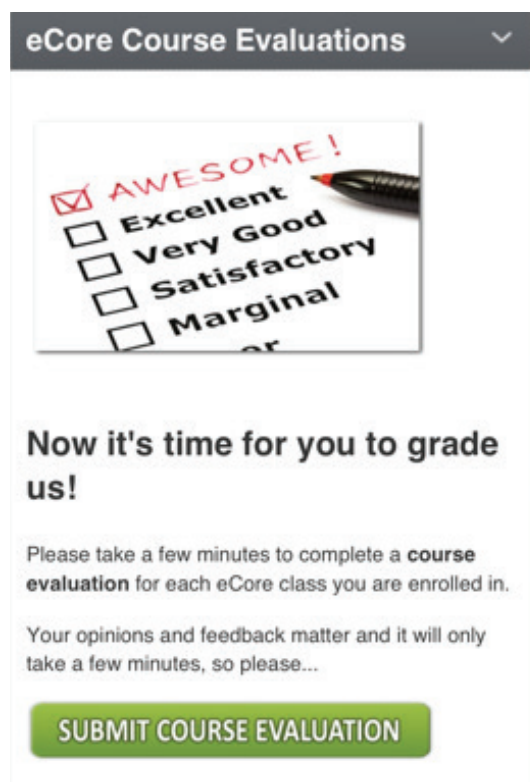 eCore Course Evaluations
AWESOME!
Excellent
Very Good
Satisfactory
Marginal
Now it's time for you to grade
us!
Please take a few minutes to complete a course
evaluation for each eCore class you are enrolled in.
Your opinions and feedback matter and it will only
take a few minutes, so please...
SUBMIT COURSE EVALUATION